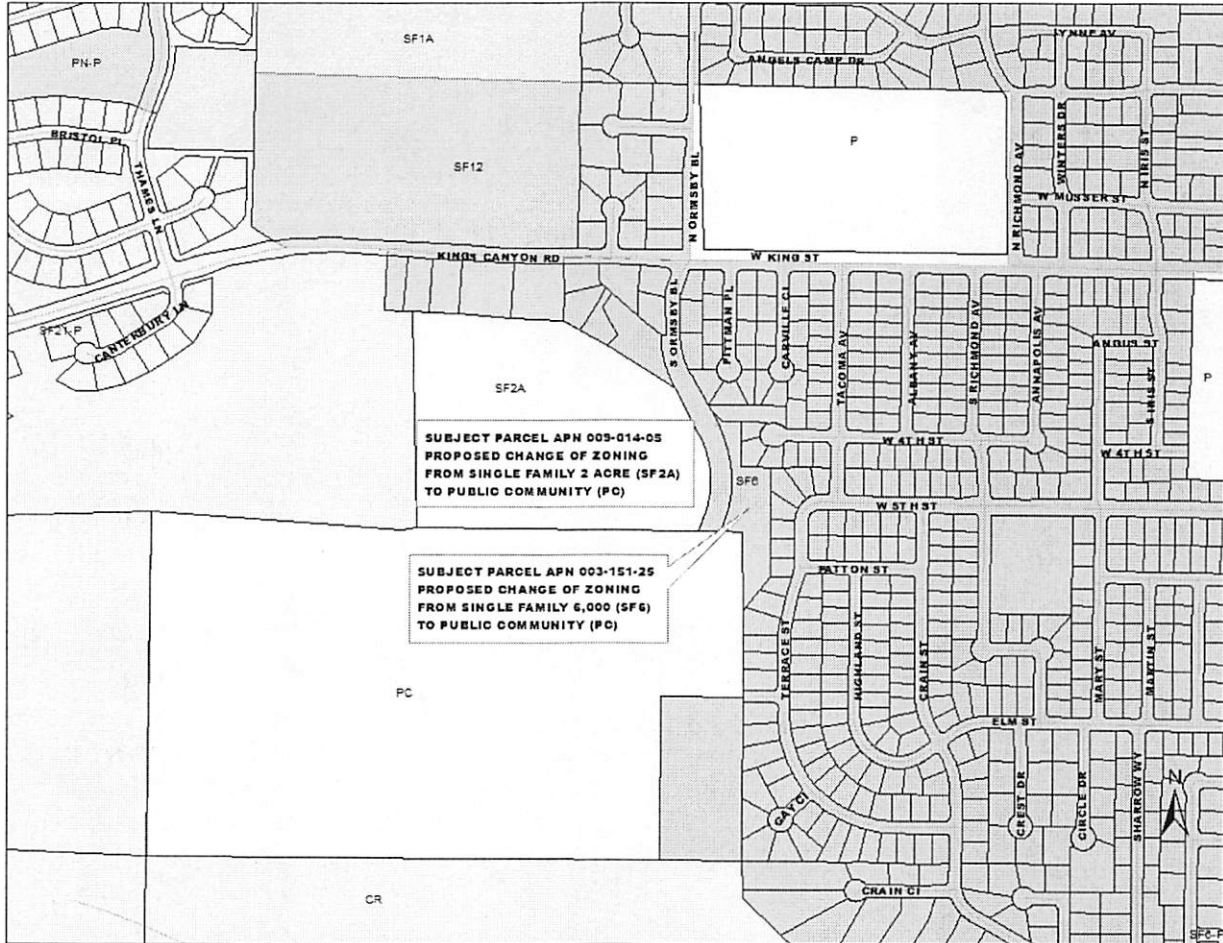 SF1A
LYNNE AV
ANGELS CAMP DR
PN-P
BRISTOL PL
THAMES LN
SF12
P
N ORMSBY BL
N RICHMOND AV
WINTERS DR
N IRIS ST
W MUSSER ST
KINGS CANYON RD
W KING ST
SF21-P
CANTERBURY LN
S ORMSBY BL
PITTMAN PL
CARVILLE CI
TACOMA AV
ALBANY AV
S RICHMOND AV
ANNAPOLIS AV
ANGUS ST
S IRIS ST
P
SF2A
W 4TH ST
W 4TH ST
SUBJECT PARCEL APN 009-014-05
PROPOSED CHANGE OF ZONING
FROM SINGLE FAMILY 2 ACRE (SF2A)
TO PUBLIC COMMUNITY (PC)
SF6
W 5TH ST
SUBJECT PARCEL APN 003-151-25
PROPOSED CHANGE OF ZONING
FROM SINGLE FAMILY 6,000 (SF6)
TO PUBLIC COMMUNITY (PC)
PATTON ST
TERRACE ST
HIGHLAND ST
CRAIN ST
MARY ST
MARTIN ST
PC
ELM ST
GAY CI
CREST DR
CIRCLE DR
SHARROW WY
N
CR
CRAIN CI
SF6-P